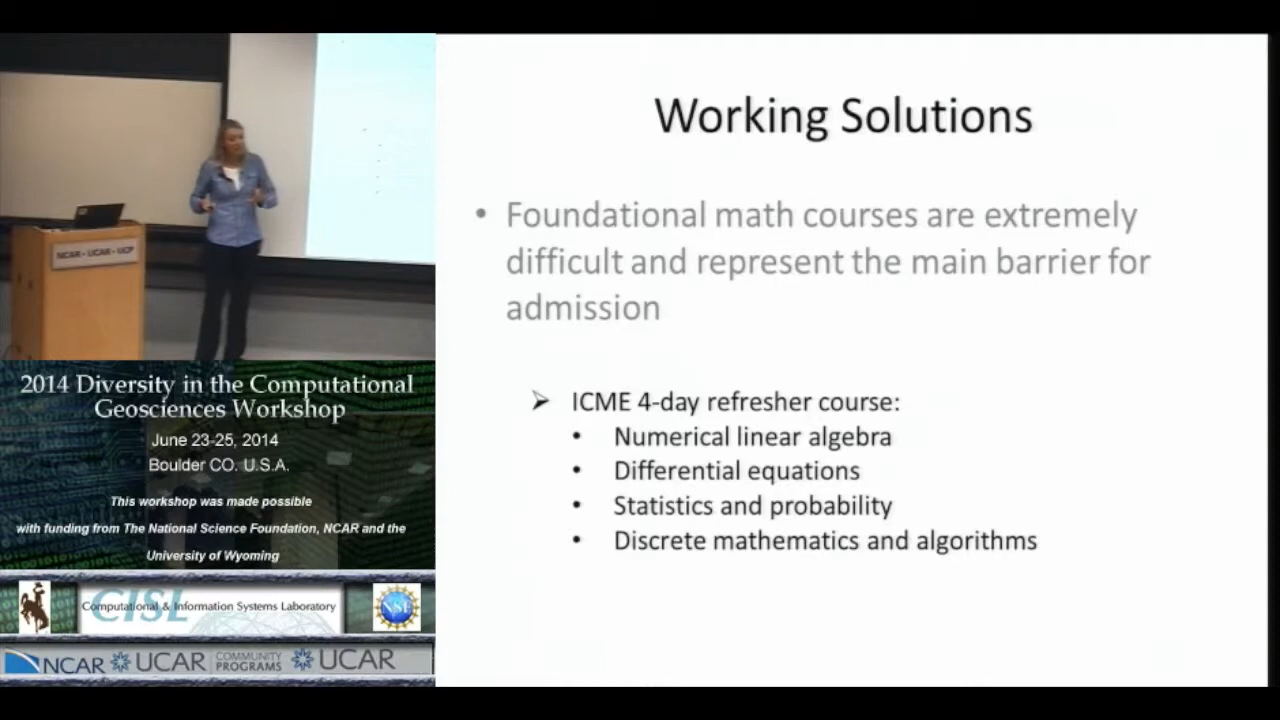 NCAR • UCAR • UCP
2014 Diversity in the Computational
Geosciences Workshop
June 23-25, 2014
Boulder CO. U.S.A.
This workshop was made possible
with funding from The National Science Foundation, NCAR and the
University of Wyoming
CISL
Computational & Information Systems Laboratory
NSF
NCAR UCAR COMMUNITY PROGRAMS UCAR
Working Solutions
• Foundational math courses are extremely
difficult and represent the main barrier for
admission
➢ ICME 4-day refresher course:
• Numerical linear algebra
• Differential equations
• Statistics and probability
• Discrete mathematics and algorithms